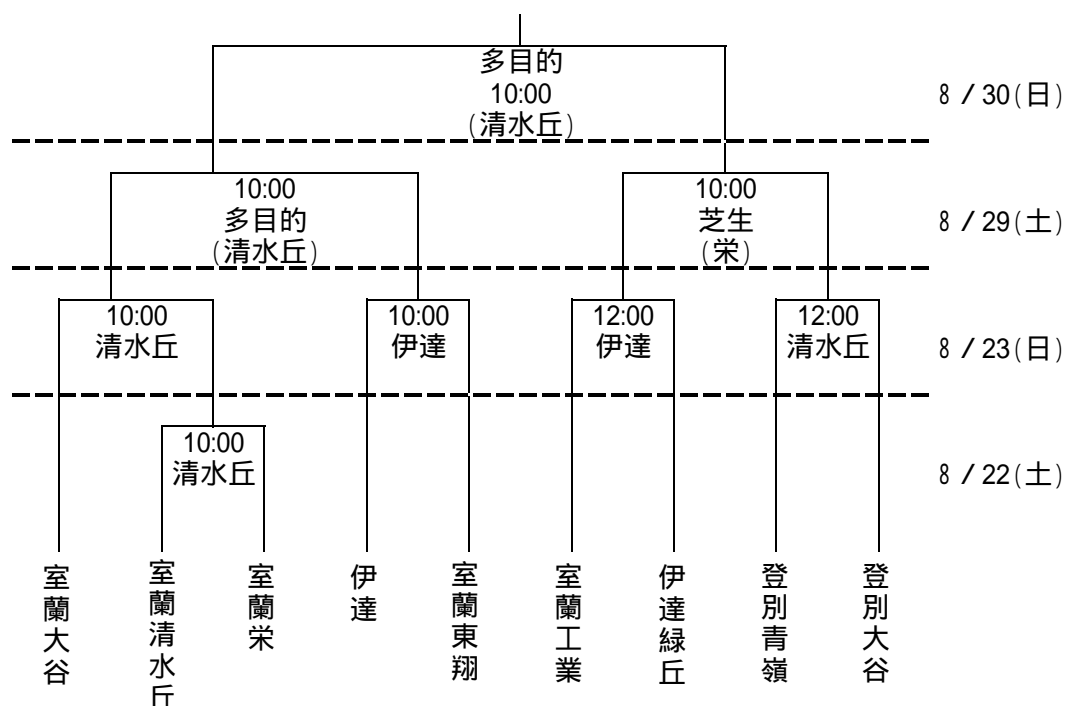 多目的
10:00
(清水丘)
8/30(日)
10:00
多目的
(清水丘)
10:00
芝生
(栄)
8/29(土)
10:00
清水丘
10:00
伊達
12:00
伊達
12:00
清水丘
8/23(日)
10:00
清水丘
8/22(土)
室蘭大谷
室蘭清水丘
室蘭栄
伊達
室蘭東翔
室蘭工業
伊達緑丘
登別青嶺
登別大谷